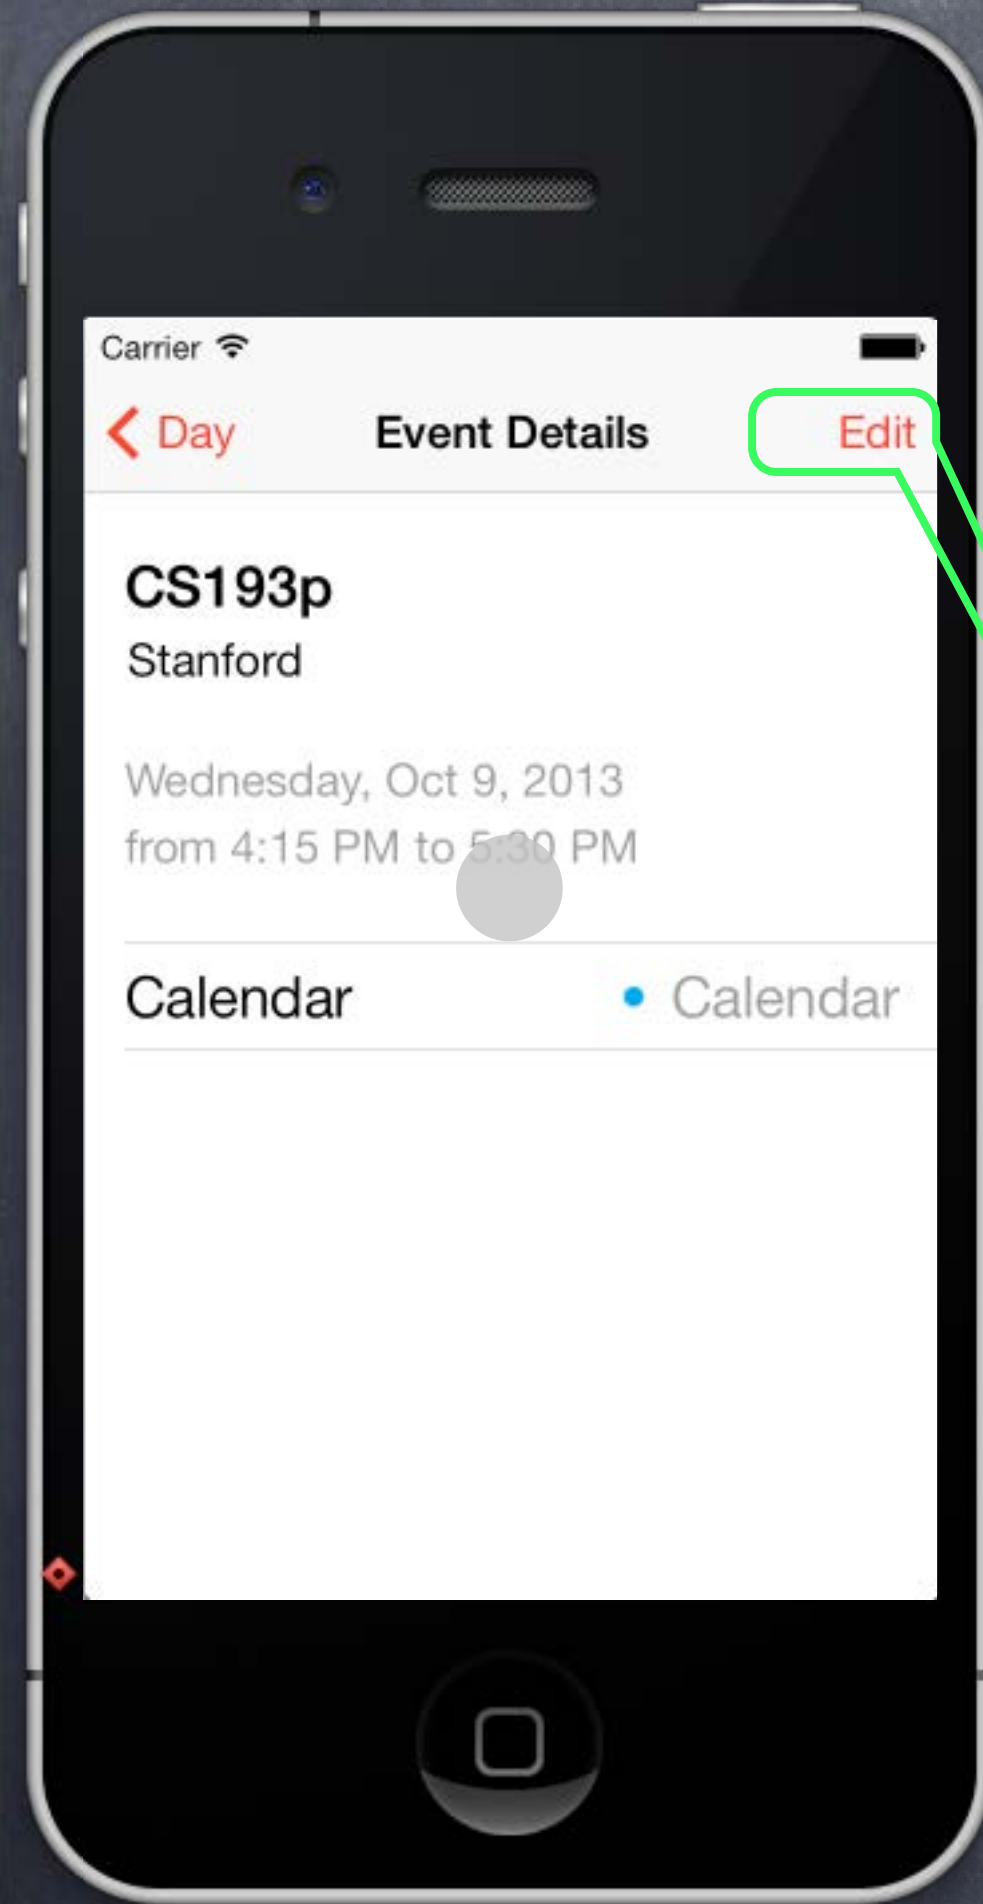 Carrier
Day Event Details Edit
CS193p
Stanford
Wednesday, Oct 9, 2013
from 4:15 PM to 5:30 PM
Calendar Calendar